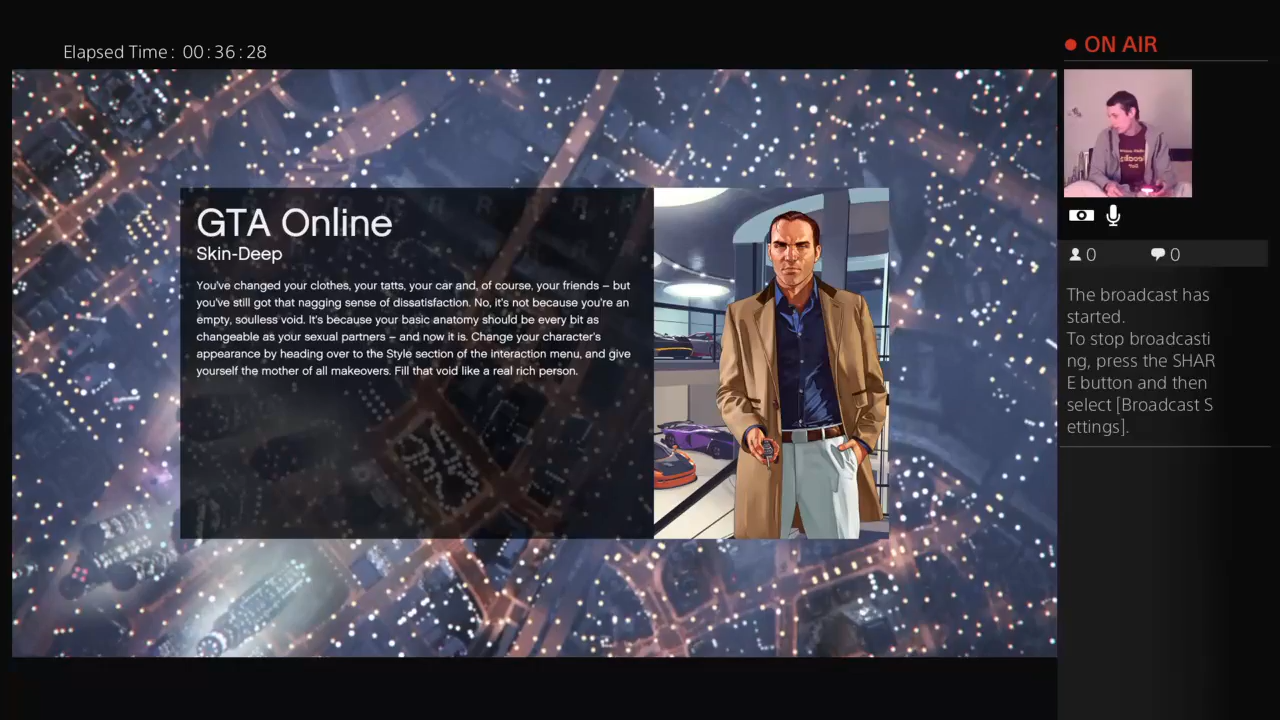 Elapsed Time: 00:36:28
ON AIR
GTA Online
Skin-Deep
You've changed your clothes, your tatts, your car and, of course, your friends – but
you've still got that nagging sense of dissatisfaction. No, it's not because you're an
empty, soulless void. It's because your basic anatomy should be every bit as
changeable as your sexual partners – and now it is. Change your character's
appearance by heading over to the Style section of the interaction menu, and give
yourself the mother of all makeovers. Fill that void like a real rich person.
0 0
The broadcast has
started.
To stop broadcasti
ng, press the SHAR
E button and then
select [Broadcast S
ettings].